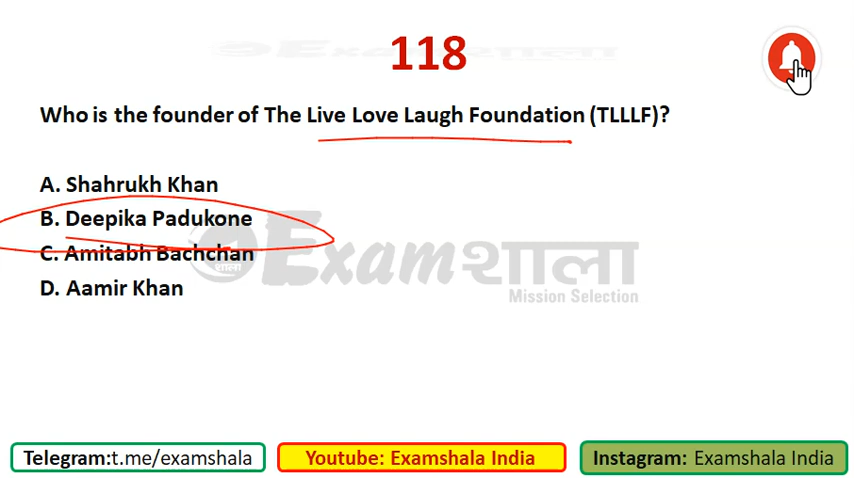 118
Who is the founder of The Live Love Laugh Foundation (TLLLF)?
A. Shahrukh Khan
B. Deepika Padukone
C. Amitabh Bachchan
D. Aamir Khan
Examशाला
शाला
Mission Selection
Telegram:t.me/examshala
Youtube: Examshala India
Instagram: Examshala India